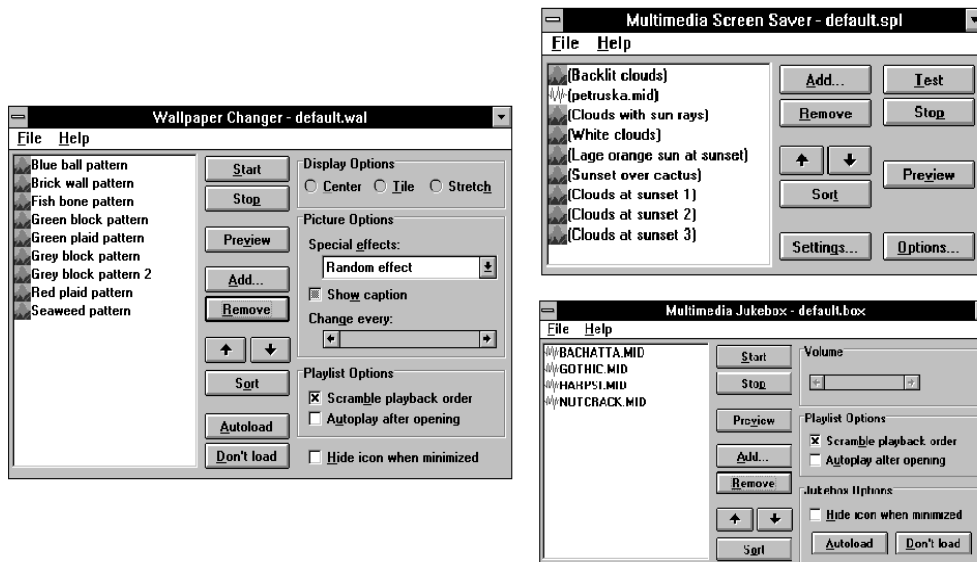 Wallpaper Changer - default.wal
File Help
Blue ball pattern
Brick wall pattern
Fish bone pattern
Green block pattern
Green plaid pattern
Grey block pattern
Grey block pattern 2
Red plaid pattern
Seaweed pattern
Start
Stop
Preview
Add...
Remove
Sort
Autoload
Don't load
Display Options
Center Tile Stretch
Picture Options
Special effects:
Random effect
Show caption
Change every:
Playlist Options
Scramble playback order
Autoplay after opening
Hide icon when minimized
Multimedia Screen Saver - default.spl
File Help
(Backlit clouds)
(petruska.mid)
(Clouds with sun rays)
(White clouds)
(Lage orange sun at sunset)
(Sunset over cactus)
(Clouds at sunset 1)
(Clouds at sunset 2)
(Clouds at sunset 3)
Add... Test
Remove Stop
Preview
Sort
Settings... Options...
Multimedia Jukebox - default.box
File Help
BACHATTA.MID
GOTHIC.MID
HARPSI.MID
NUTCRACK.MID
Start
Stop
Preview
Add...
Remove
Sort
Volume
Playlist Options
Scramble playback order
Autoplay after opening
Jukebox Options
Hide icon when minimized
Autoload Don't load